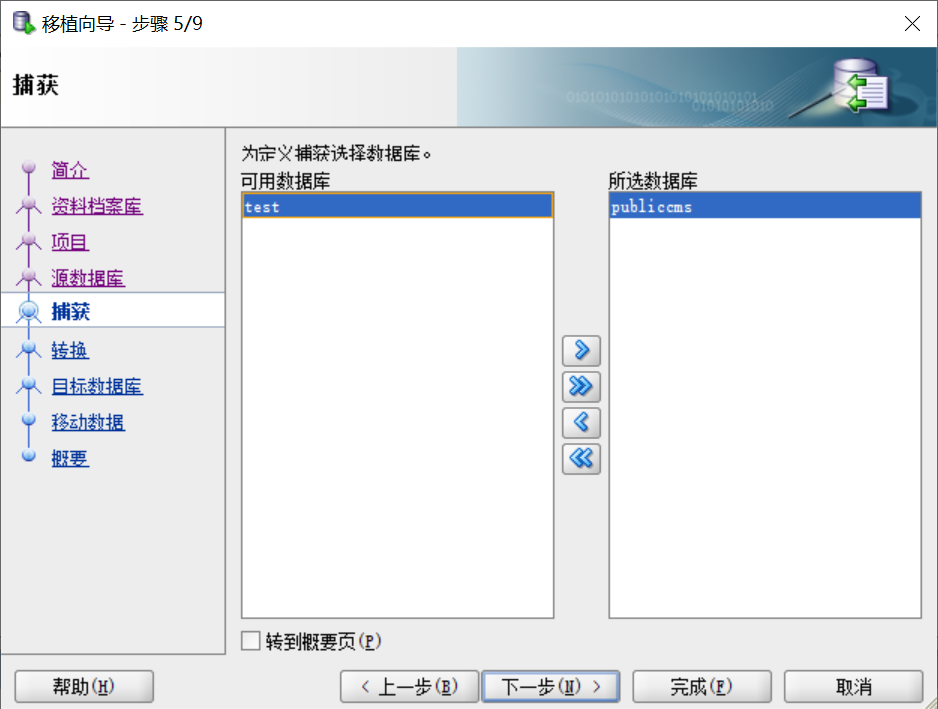 移植向导 - 步骤 5/9
捕获
0101010101010101010101010101
01010101010
简介
资料档案库
项目
源数据库
捕获
转换
目标数据库
移动数据
概要
为定义捕获选择数据库。
可用数据库
test
所选数据库
publiccms
转到概要页(P)
帮助(H)
< 上一步(B)
下一步(N) >
完成(F)
取消